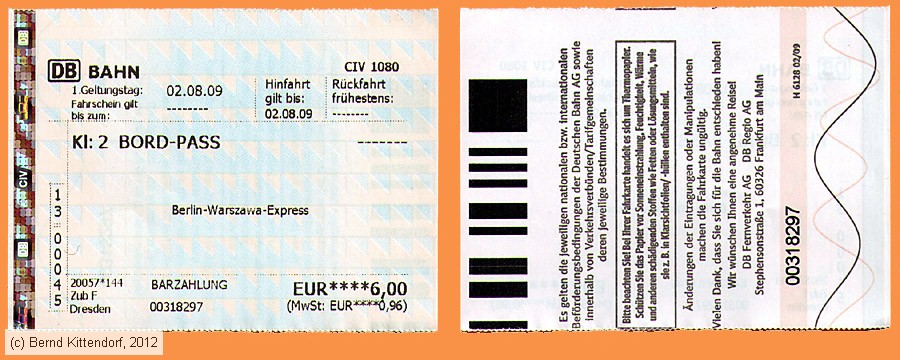 DB BAHN
CIV 1080
1.Geltungstag: 02.08.09
Fahrschein gilt
bis zum: --------
Hinfahrt
gilt bis:
02.08.09
Rückfahrt
frühestens:
-------
Kl: 2 BORD-PASS
--------
Berlin-Warszawa-Express
CIV
DB
DB
13
00045
20057*144
Zub F
Dresden
BARZAHLUNG
00318297
EUR****6,00
(MwSt: EUR****0,96)
Es gelten die jeweiligen nationalen bzw. internationalen
Beförderungsbedingungen der Deutschen Bahn AG sowie
innerhalb von Verkehrsverbünden/Tarifgemeinschaften
deren jeweilige Bestimmungen.
Bitte beachten Sie! Bei Ihrer Fahrkarte handelt es sich um Thermopapier.
Schützen Sie das Papier vor Sonneneinstrahlung, Feuchtigkeit, Wärme
und anderen schädigenden Stoffen wie Fetten oder Lösungsmitteln, wie
sie z. B. in Klarsichtfolien/ -hüllen enthalten sind.
Änderungen der Eintragungen oder Manipulationen
machen die Fahrkarte ungültig.
Vielen Dank, dass Sie sich für die Bahn entschieden haben!
Wir wünschen Ihnen eine angenehme Reise!
DB Fernverkehr AG DB Regio AG
Stephensonstraße 1, 60326 Frankfurt am Main
H 6128 02/09
00318297
(c) Bernd Kittendorf, 2012